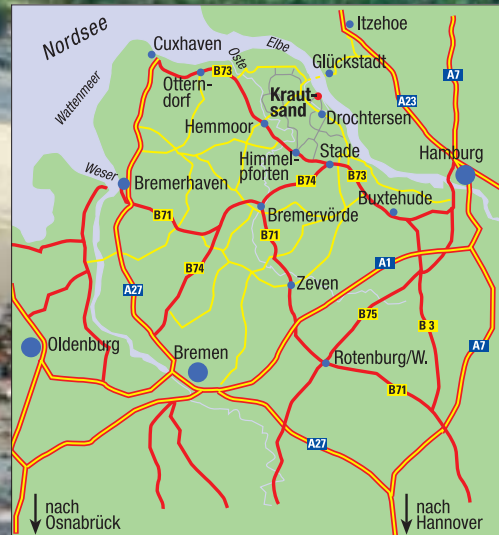 Nordsee
Elbe
Itzehoe
Cuxhaven
Oste
Glückstadt
A7
B73
Ottern-
dorf
Wattenmeer
Kraut-
sand
A23
Drochtersen
Hemmoor
Hamburg
Himmel-
pforten
Stade
Weser
Bremerhaven
B74
B73
Buxtehude
B71
Bremervörde
B71
A1
B74
Zeven
A27
B75
B 3
Oldenburg
Bremen
Rotenburg/W.
A7
B71
A27
nach
Osnabrück
nach
Hannover